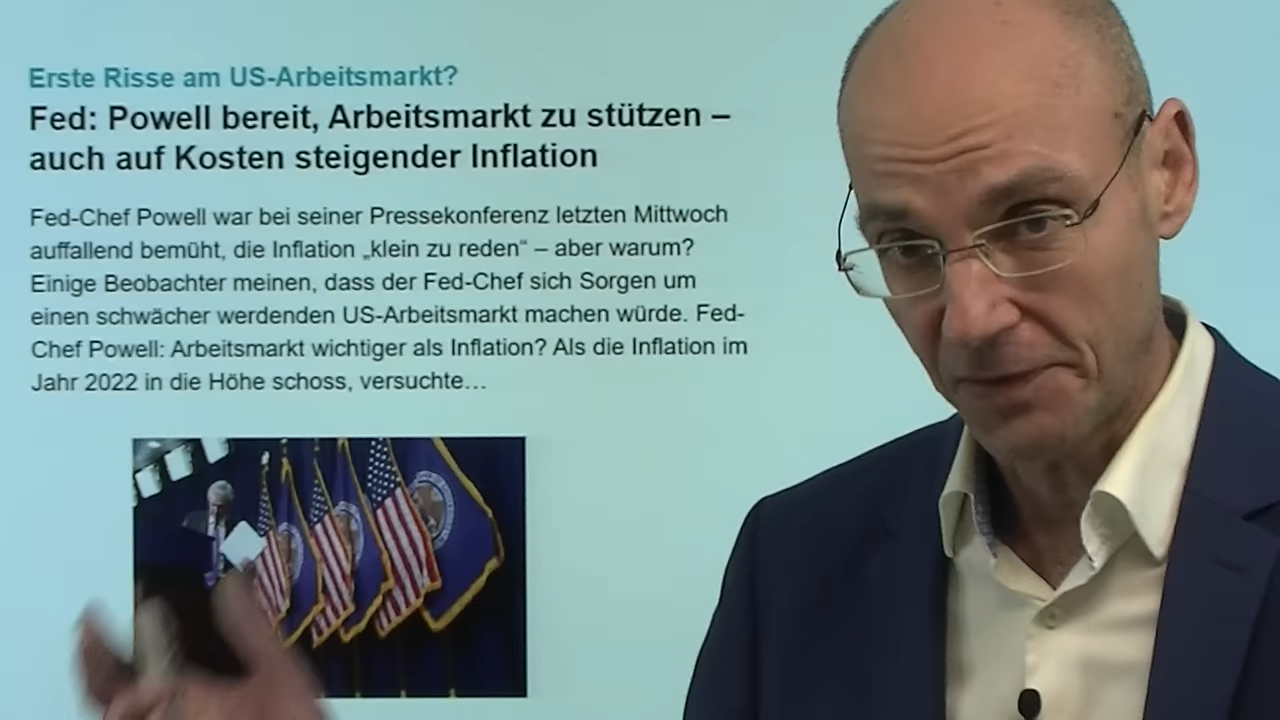 Erste Risse am US-Arbeitsmarkt?
Fed: Powell bereit, Arbeitsmarkt zu stützen –
auch auf Kosten steigender Inflation
Fed-Chef Powell war bei seiner Pressekonferenz letzten Mittwoch
auffallend bemüht, die Inflation „klein zu reden“ – aber warum?
Einige Beobachter meinen, dass der Fed-Chef sich Sorgen um
einen schwächer werdenden US-Arbeitsmarkt machen würde. Fed-
Chef Powell: Arbeitsmarkt wichtiger als Inflation? Als die Inflation im
Jahr 2022 in die Höhe schoss, versuchte…